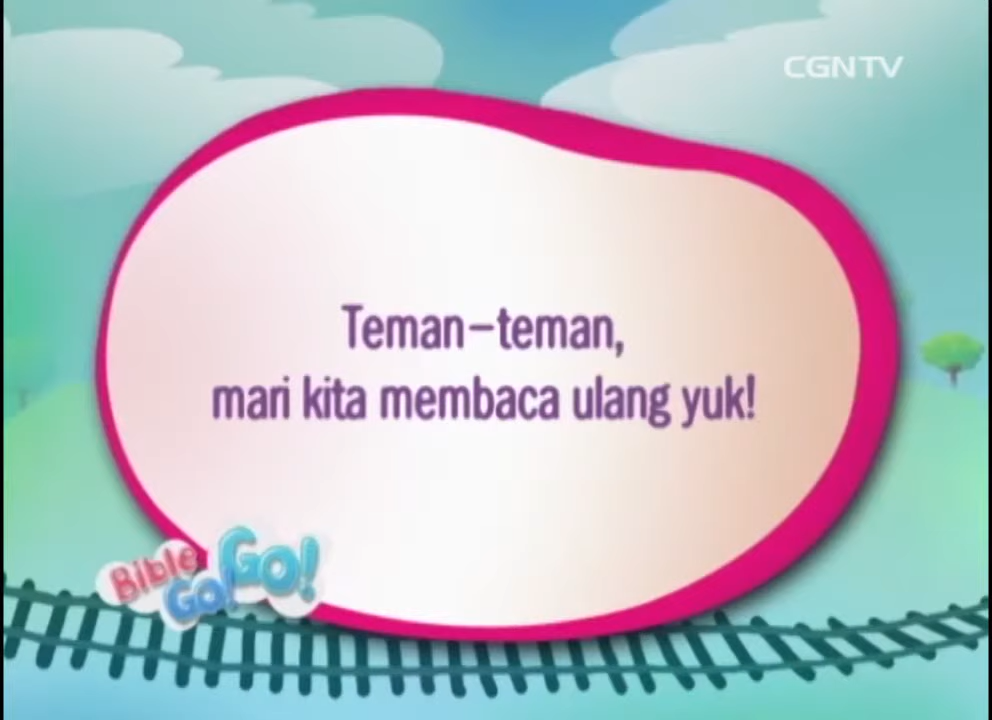 CGNTV
Teman-teman,
mari kita membaca ulang yuk!
Bible
Go! Go!